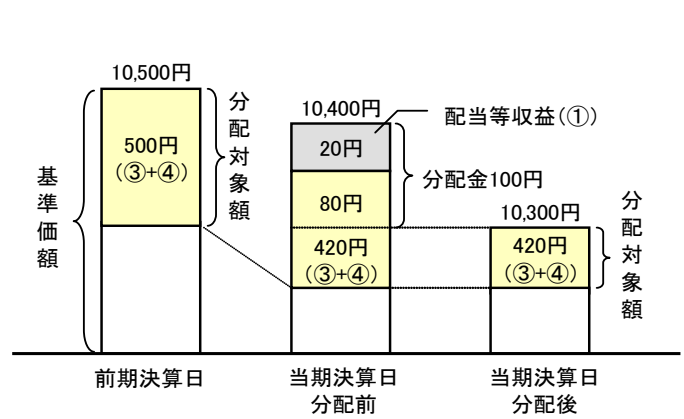 10,500円
500円
(③+④)
分配対象額
基準価額
10,400円
配当等収益(①)
20円
分配金100円
80円
420円
(③+④)
10,300円
420円
(③+④)
分配対象額
前期決算日
当期決算日
分配前
当期決算日
分配後